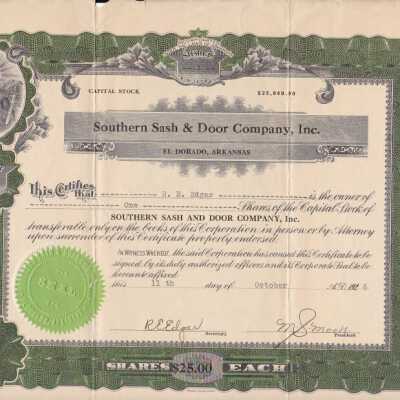 SHARES
CAPITAL STOCK $25,000.00
Southern Sash & Door Company, Inc.
EL DORADO, ARKANSAS
This Certifies that R. E. Edgar is the owner of
One Shares of the Capital Stock of
SOUTHERN SASH AND DOOR COMPANY, Inc.
transferable only on the books of this Corporation in person or by Attorney
upon surrender of this Certificate properly endorsed.
IN WITNESS WHEREOF, the said Corporation has caused this Certificate to be
signed by its duly authorized officers and its Corporate Seal to be
hereunto affixed
this 11 th day of October A.D. 192
R.E. Edgar
Secretary President
SHARES $25.00 EACH